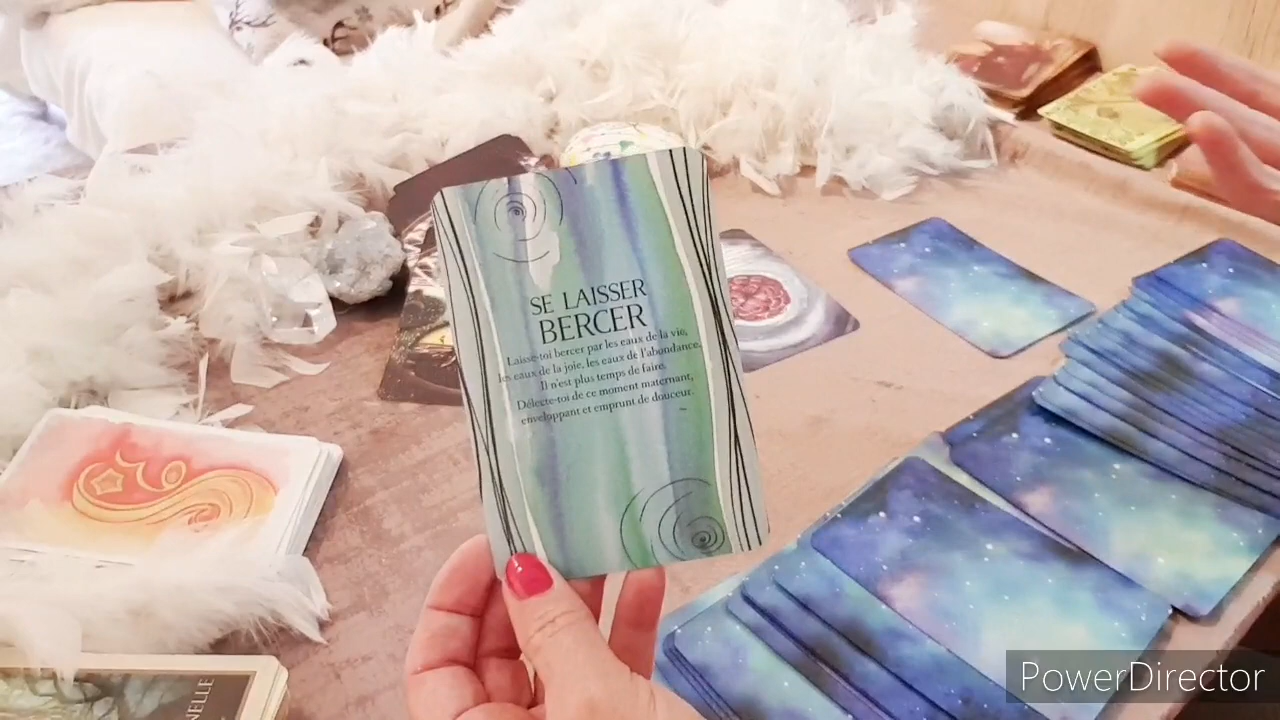 SE LAISSER
BERCER
Laisse-toi bercer par les eaux de la vie,
les eaux de la joie, les eaux de l'abondance.
Il n'est plus temps de faire.
Délecte-toi de ce moment maternant,
enveloppant et emprunt de douceur.
NELLE
PowerDirector